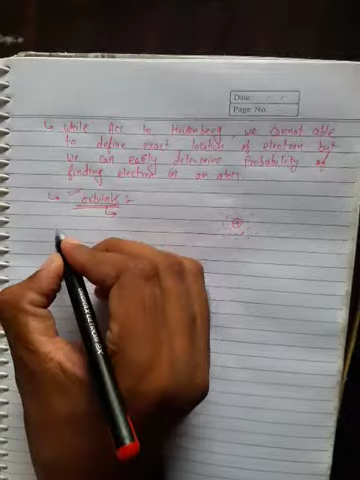 Date : / /
Page No.
↳ while Acc to Heisenberg, we cannot able
to define exact location of electron but
we can easily determine Probability of
finding electron in an atom
↳ orbitals :-